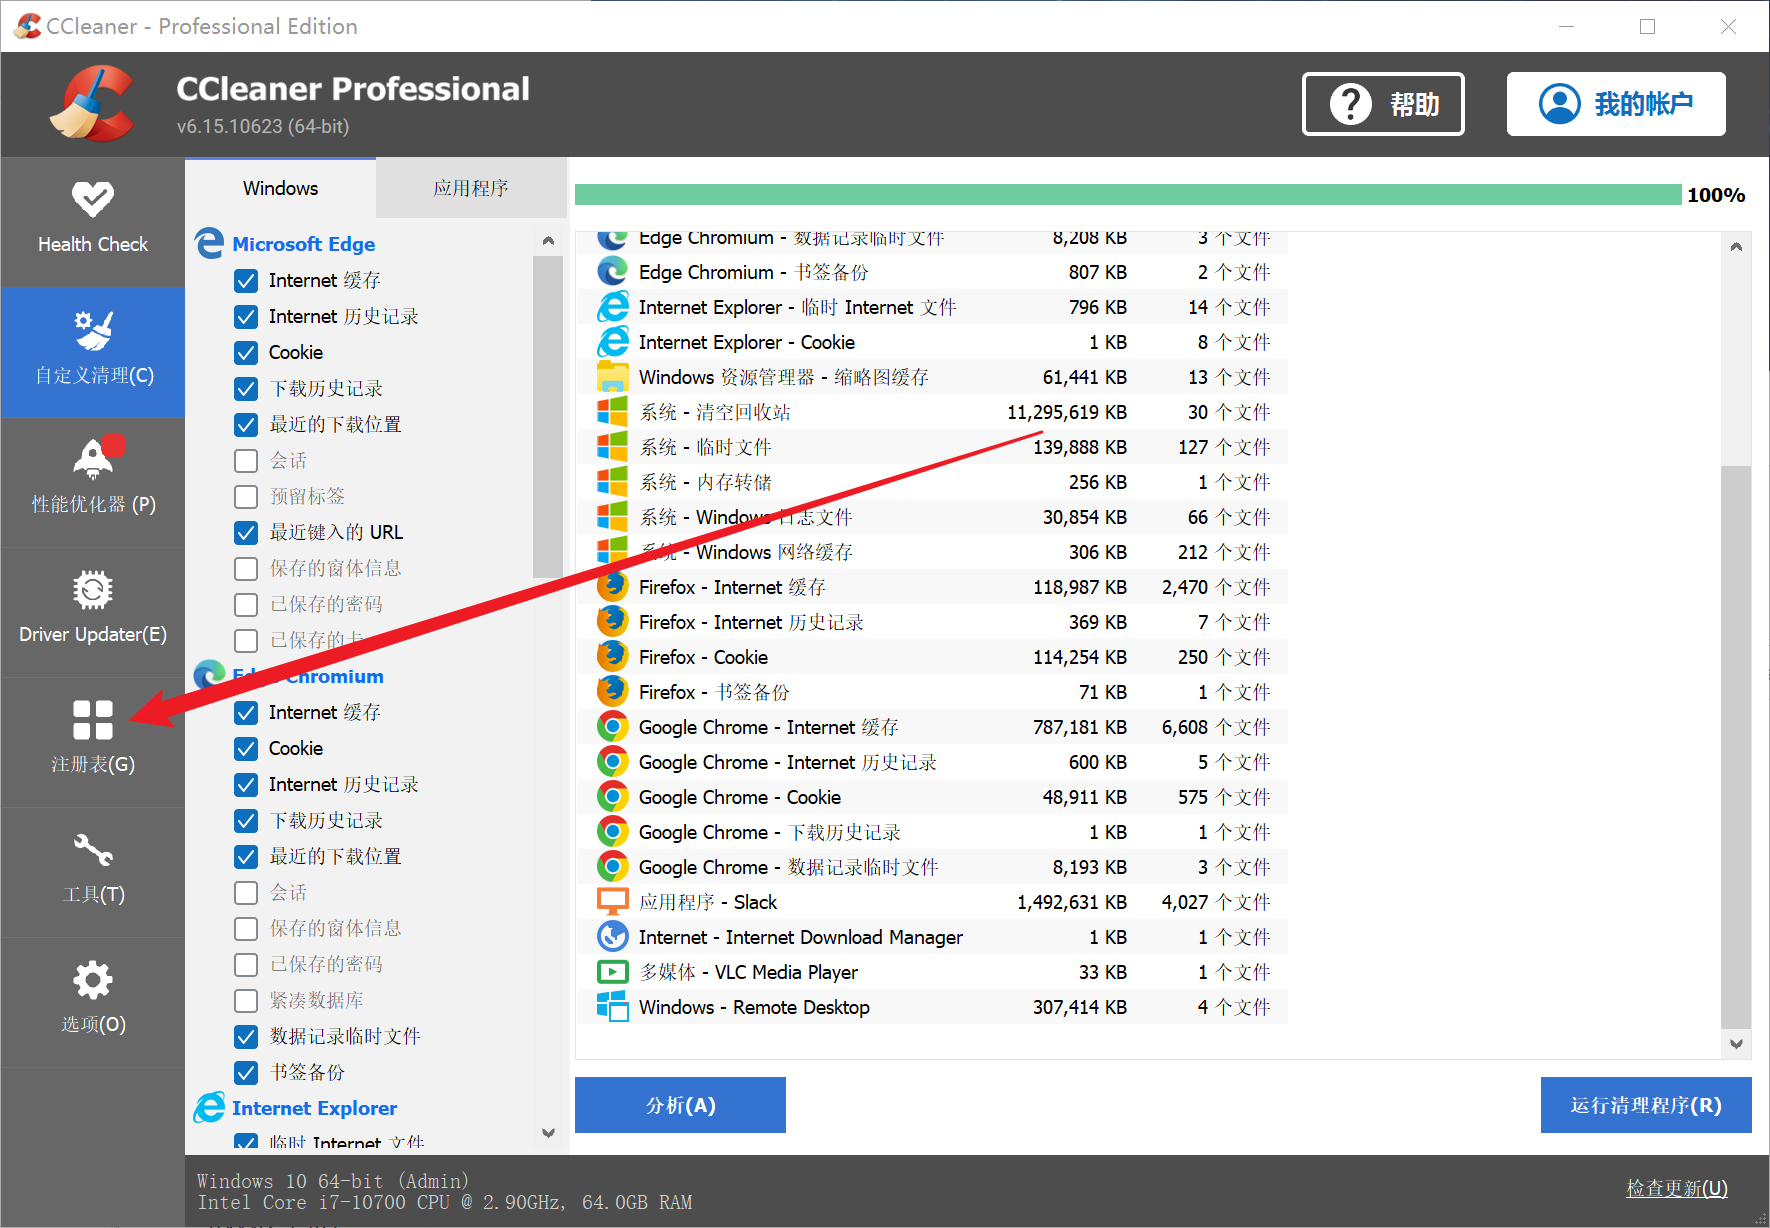 CCleaner - Professional Edition
CCleaner Professional
v6.15.10623 (64-bit)
帮助
我的帐户
Health Check
自定义清理(C)
性能优化器 (P)
Driver Updater(E)
注册表(G)
工具(T)
选项(O)
Windows
应用程序
Microsoft Edge
Internet 缓存
Internet 历史记录
Cookie
下载历史记录
最近的下载位置
会话
预留标签
最近键入的 URL
保存的窗体信息
已保存的密码
已保存的卡
Edge Chromium
Internet 缓存
Cookie
Internet 历史记录
下载历史记录
最近的下载位置
会话
保存的窗体信息
已保存的密码
紧凑数据库
数据记录临时文件
书签备份
Internet Explorer
临时 Internet 文件
100%
Edge Chromium - 数据记录临时文件 8,208 KB 3 个文件
Edge Chromium - 书签备份 807 KB 2 个文件
Internet Explorer - 临时 Internet 文件 796 KB 14 个文件
Internet Explorer - Cookie 1 KB 8 个文件
Windows 资源管理器 - 缩略图缓存 61,441 KB 13 个文件
系统 - 清空回收站 11,295,619 KB 30 个文件
系统 - 临时文件 139,888 KB 127 个文件
系统 - 内存转储 256 KB 1 个文件
系统 - Windows 日志文件 30,854 KB 66 个文件
系统 - Windows 网络缓存 306 KB 212 个文件
Firefox - Internet 缓存 118,987 KB 2,470 个文件
Firefox - Internet 历史记录 369 KB 7 个文件
Firefox - Cookie 114,254 KB 250 个文件
Firefox - 书签备份 71 KB 1 个文件
Google Chrome - Internet 缓存 787,181 KB 6,608 个文件
Google Chrome - Internet 历史记录 600 KB 5 个文件
Google Chrome - Cookie 48,911 KB 575 个文件
Google Chrome - 下载历史记录 1 KB 1 个文件
Google Chrome - 数据记录临时文件 8,193 KB 3 个文件
应用程序 - Slack 1,492,631 KB 4,027 个文件
Internet - Internet Download Manager 1 KB 1 个文件
多媒体 - VLC Media Player 33 KB 1 个文件
Windows - Remote Desktop 307,414 KB 4 个文件
分析(A)
运行清理程序(R)
Windows 10 64-bit (Admin)
Intel Core i7-10700 CPU @ 2.90GHz, 64.0GB RAM
检查更新(U)